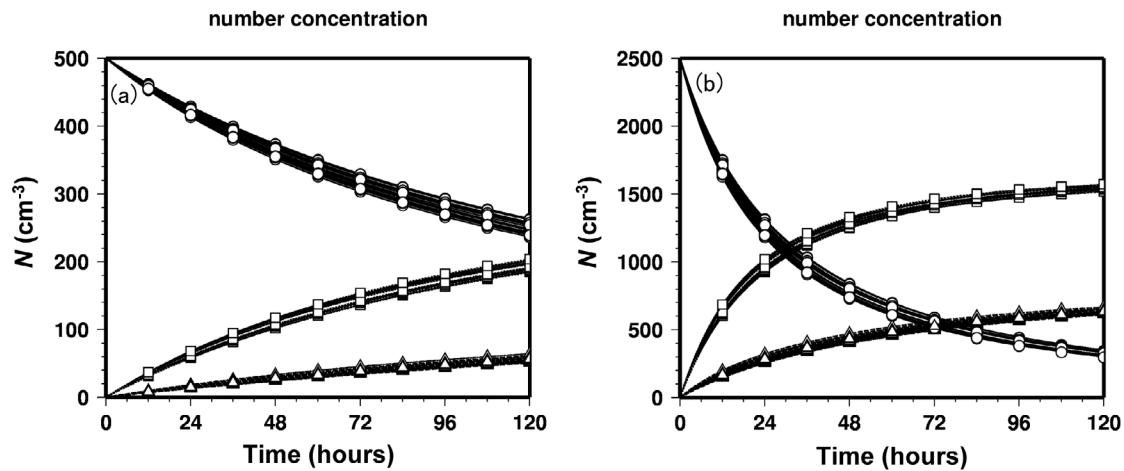 number concentration
500
400
300
200
100
0
N (cm-3)
(a)
0 24 48 72 96 120
Time (hours)
number concentration
2500
2000
1500
1000
500
0
N (cm-3)
(b)
0 24 48 72 96 120
Time (hours)